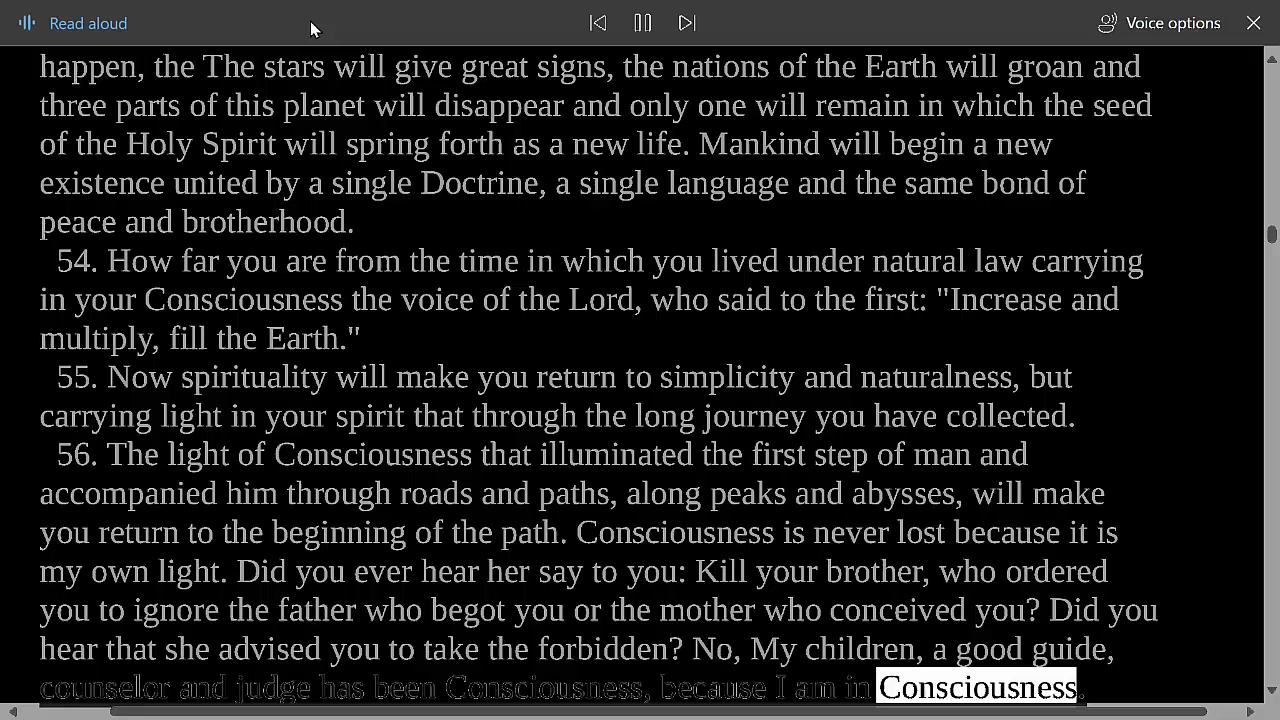 Read aloud
Voice options
happen, the The stars will give great signs, the nations of the Earth will groan and
three parts of this planet will disappear and only one will remain in which the seed
of the Holy Spirit will spring forth as a new life. Mankind will begin a new
existence united by a single Doctrine, a single language and the same bond of
peace and brotherhood.
54. How far you are from the time in which you lived under natural law carrying
in your Consciousness the voice of the Lord, who said to the first: "Increase and
multiply, fill the Earth."
55. Now spirituality will make you return to simplicity and naturalness, but
carrying light in your spirit that through the long journey you have collected.
56. The light of Consciousness that illuminated the first step of man and
accompanied him through roads and paths, along peaks and abysses, will make
you return to the beginning of the path. Consciousness is never lost because it is
my own light. Did you ever hear her say to you: Kill your brother, who ordered
you to ignore the father who begot you or the mother who conceived you? Did you
hear that she advised you to take the forbidden? No, My children, a good guide,
counselor and judge has been Consciousness, because I am in Consciousness.